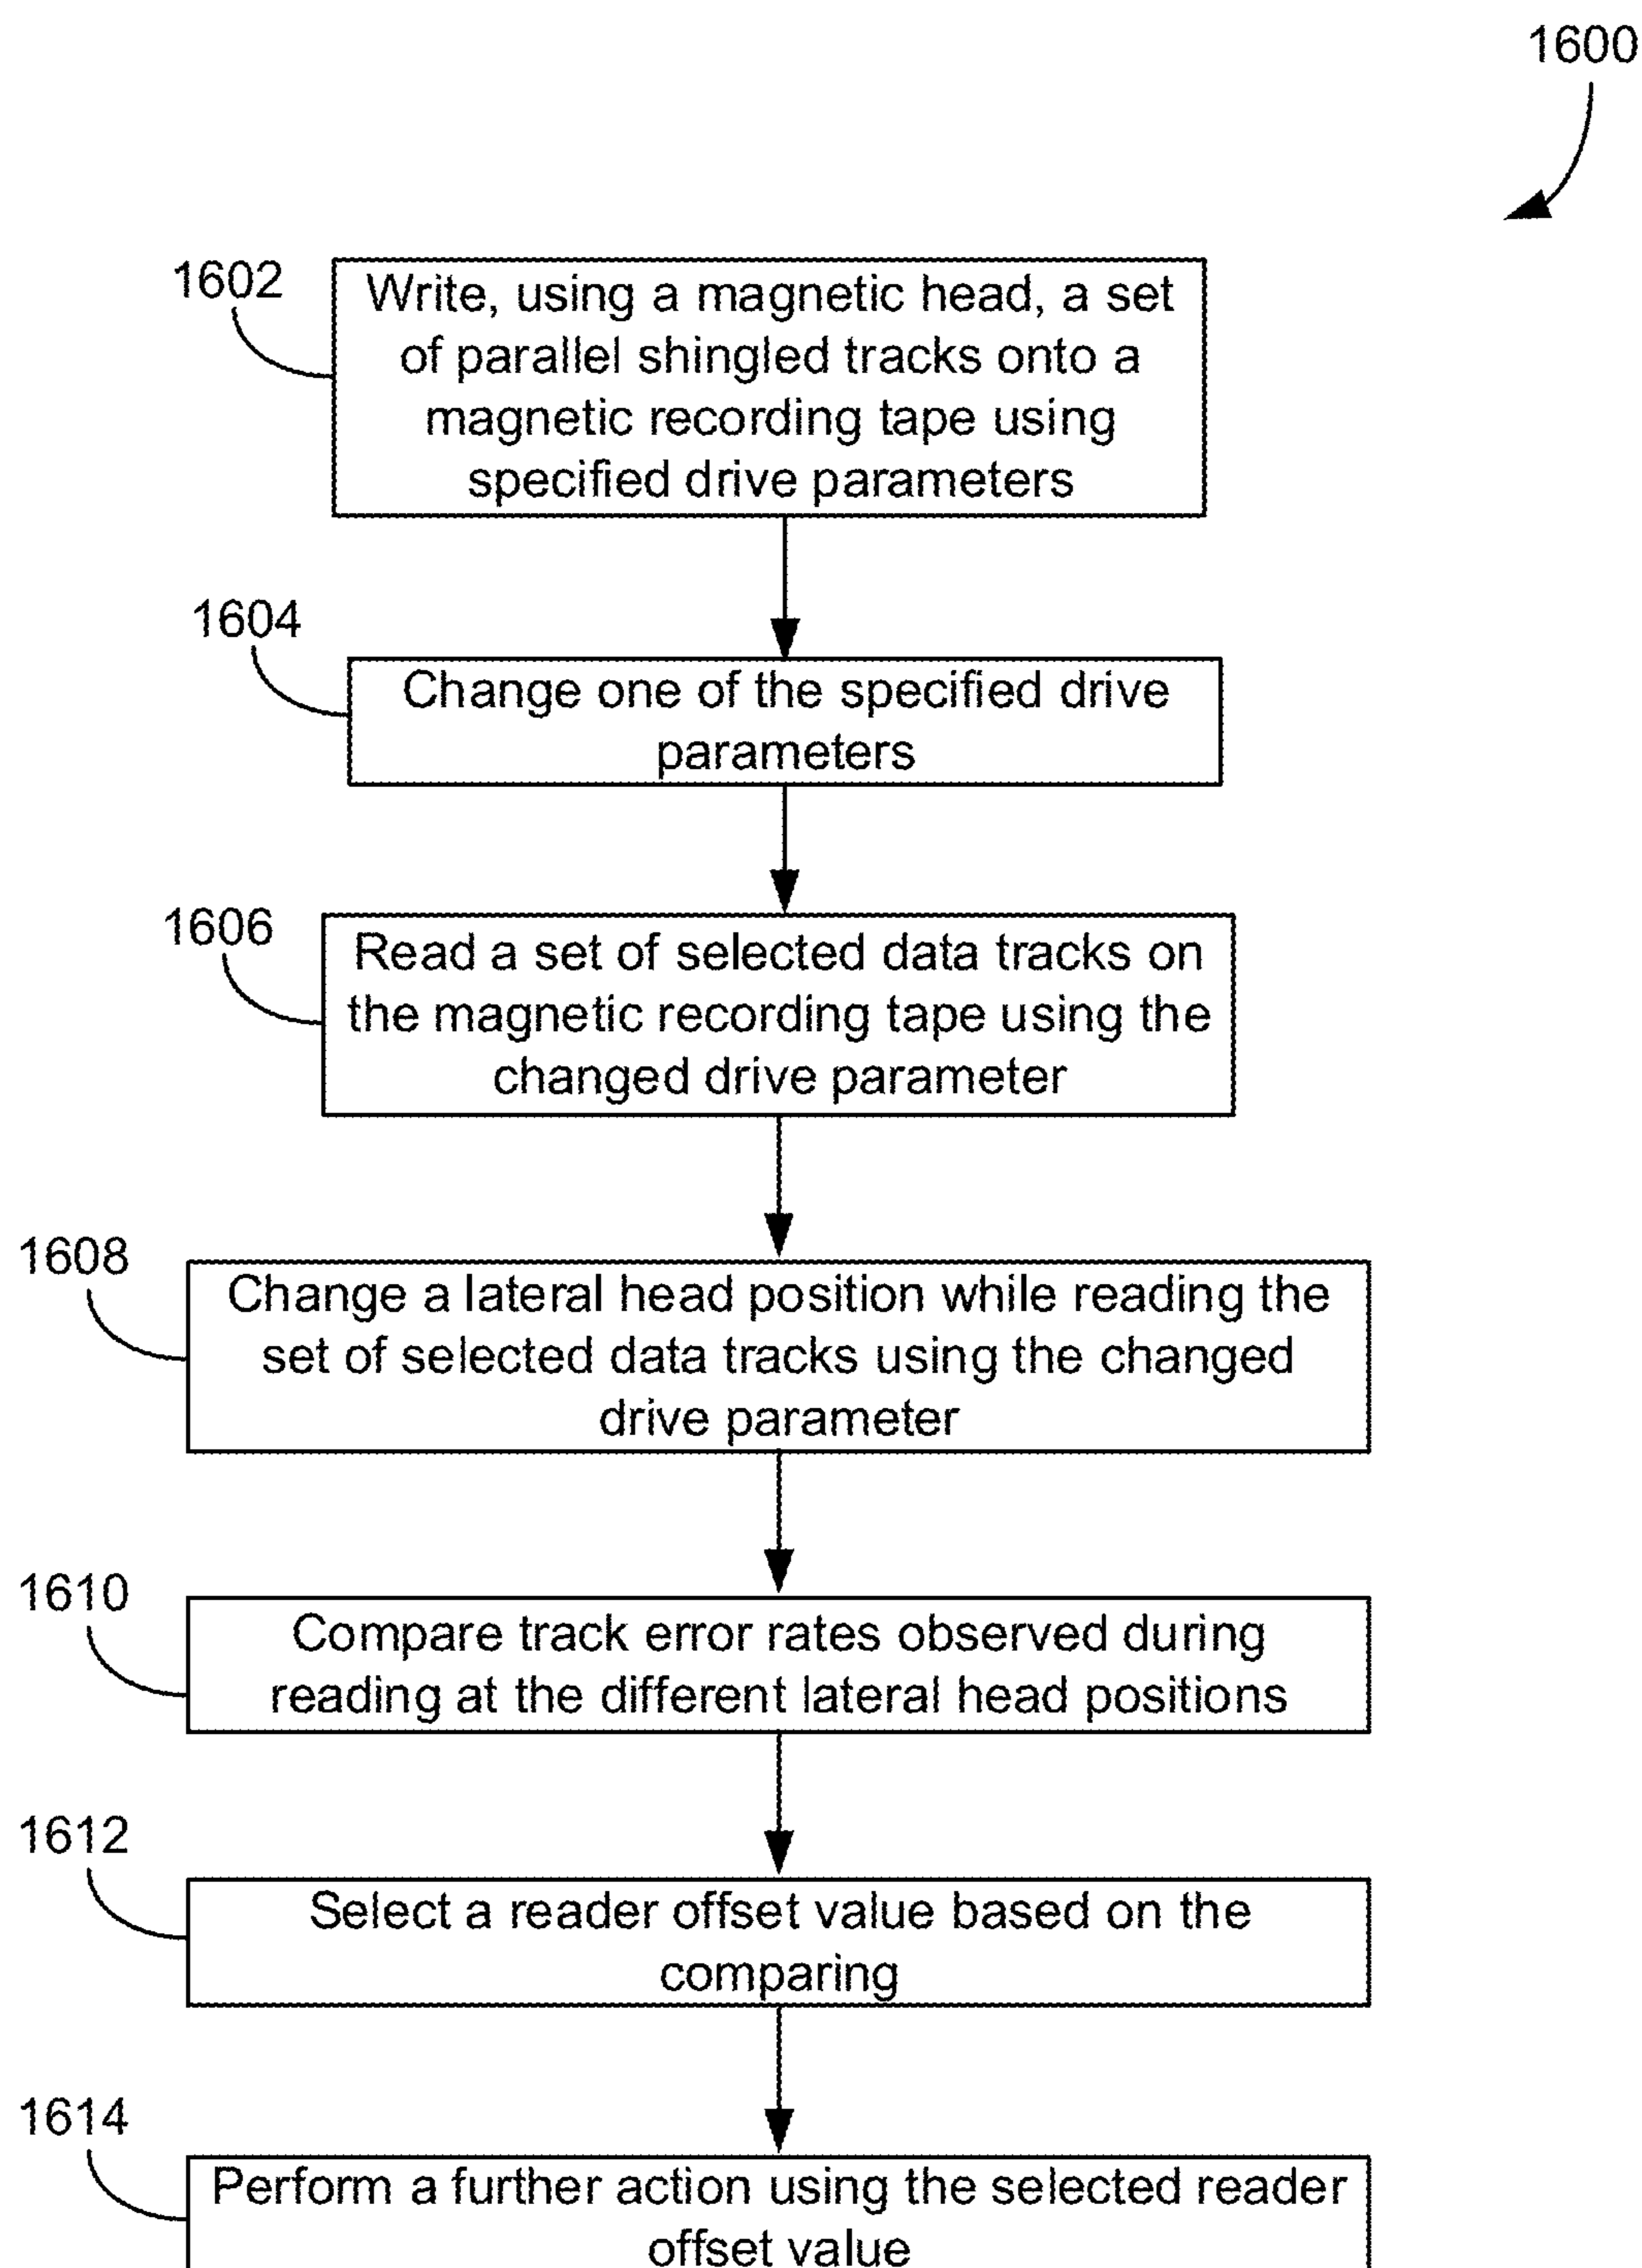 1600
1602
Write, using a magnetic head, a set
of parallel shingled tracks onto a
magnetic recording tape using
specified drive parameters
1604
Change one of the specified drive
parameters
1606
Read a set of selected data tracks on
the magnetic recording tape using the
changed drive parameter
1608
Change a lateral head position while reading the
set of selected data tracks using the changed
drive parameter
1610
Compare track error rates observed during
reading at the different lateral head positions
1612
Select a reader offset value based on the
comparing
1614
Perform a further action using the selected reader
offset value